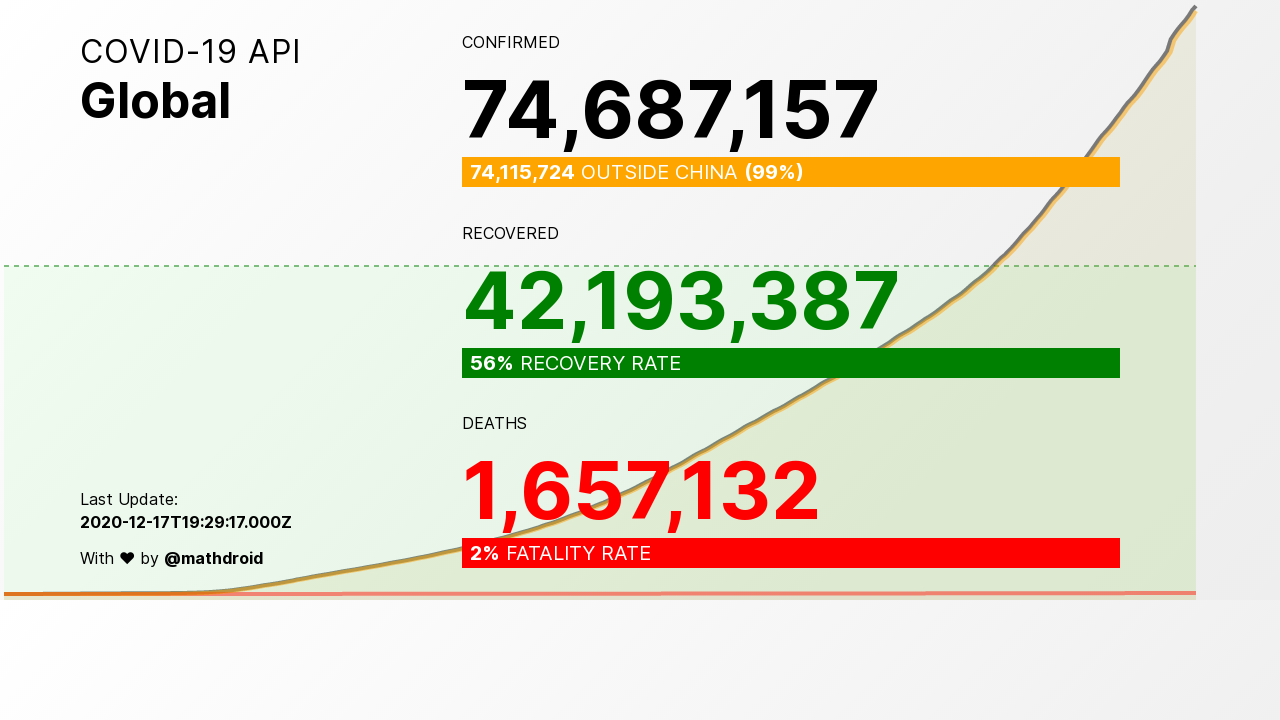 COVID-19 API
Global
CONFIRMED
74,687,157
74,115,724 OUTSIDE CHINA (99%)
RECOVERED
42,193,387
56% RECOVERY RATE
DEATHS
1,657,132
2% FATALITY RATE
Last Update:
2020-12-17T19:29:17.000Z
With ♥ by @mathdroid